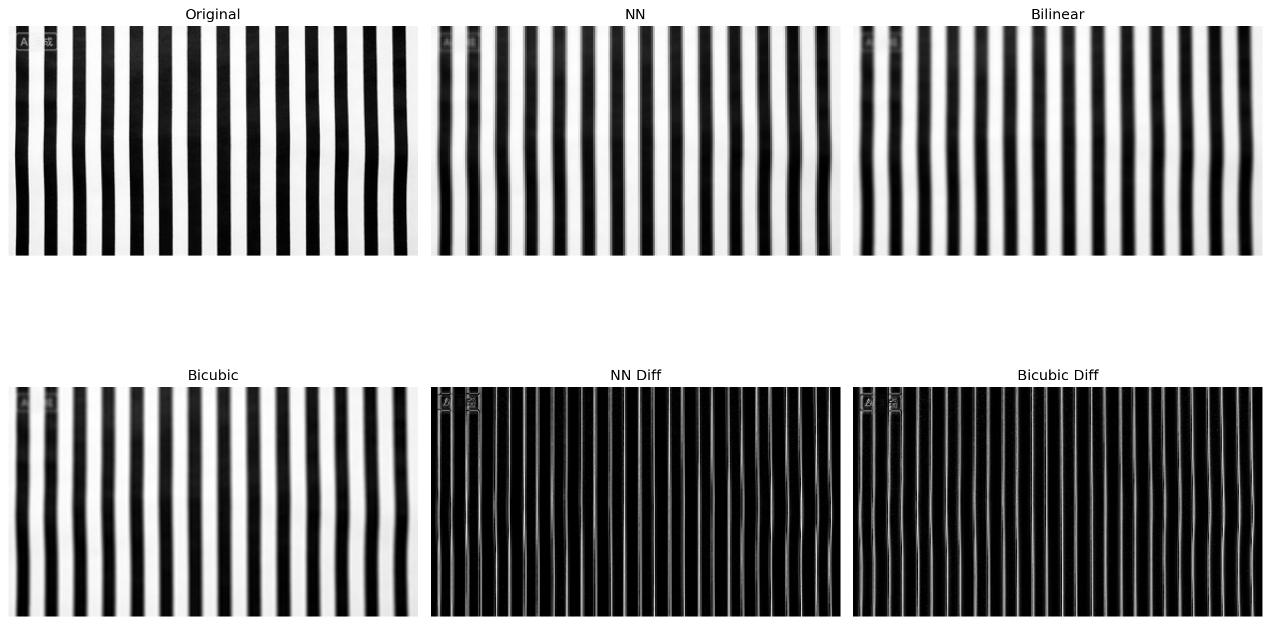 Original
NN
Bilinear
Bicubic
NN Diff
Bicubic Diff